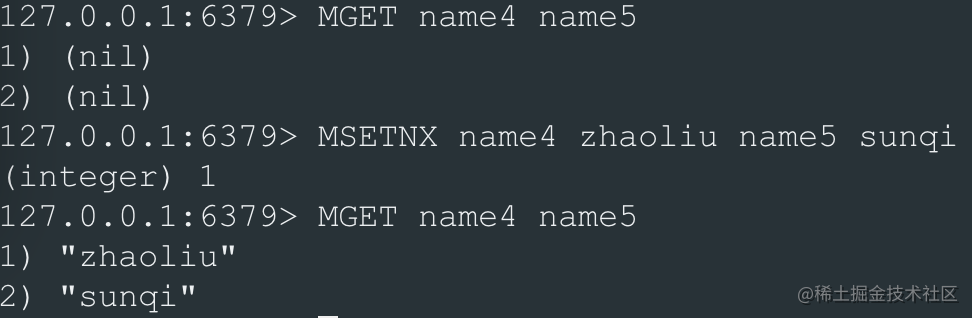 127.0.0.1:6379> MGET name4 name5
1) (nil)
2) (nil)
127.0.0.1:6379> MSETNX name4 zhaoliu name5 sunqi
(integer) 1
127.0.0.1:6379> MGET name4 name5
1) "zhaoliu"
2) "sunqi"
@稀土掘金技术社区